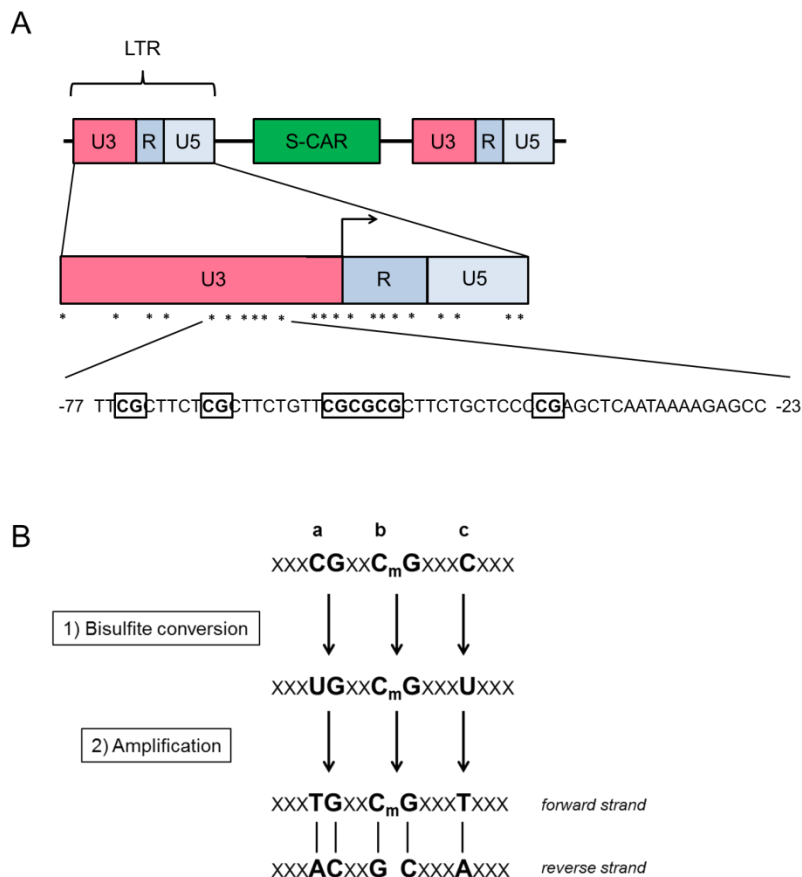 A
LTR
U3 R U5 S-CAR U3 R U5
U3 R U5
* * * * * * * * * * * * * * * * * * * * * *
-77 TTCGCTTCTCGCTTCTGTTCGCGCGCTTCTGCTCCCCGAGCTCAATAAAAGAGCC -23
B
a b c
XXXCGXXCmGXXXCXXX
1) Bisulfite conversion
XXXUGXXCmGXXXUXXX
2) Amplification
XXXTGXXCmGXXXTXXX forward strand
XXXACXXG CXXXAXXX reverse strand